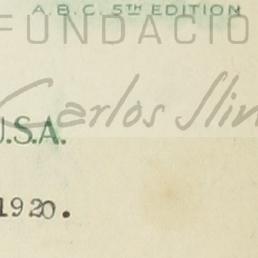 A.B.C. 5TH EDITION
FUNDACIO
Carlos Slim
U.S.A.
1920.